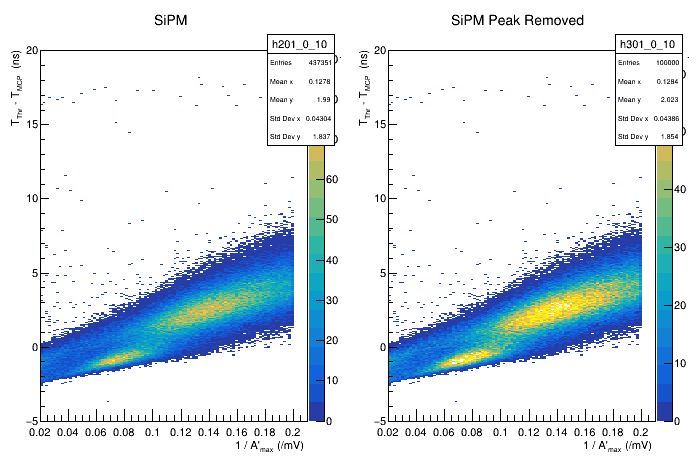 SiPM
h201_0_10
Entries 437351
Mean x 0.1278
Mean y 1.99
Std Dev x 0.04304
Std Dev y 1.837
T_Thr - T_MCP (ns)
20
15
10
5
0
−5
0.02 0.04 0.06 0.08 0.1 0.12 0.14 0.16 0.18 0.2
1 / A'_max (/mV)
60
50
40
30
20
10
0
SiPM Peak Removed
h301_0_10
Entries 100000
Mean x 0.1284
Mean y 2.023
Std Dev x 0.04386
Std Dev y 1.854
T_Thr - T_MCP (ns)
20
15
10
5
0
−5
0.02 0.04 0.06 0.08 0.1 0.12 0.14 0.16 0.18 0.2
1 / A'_max (/mV)
40
30
20
10
0